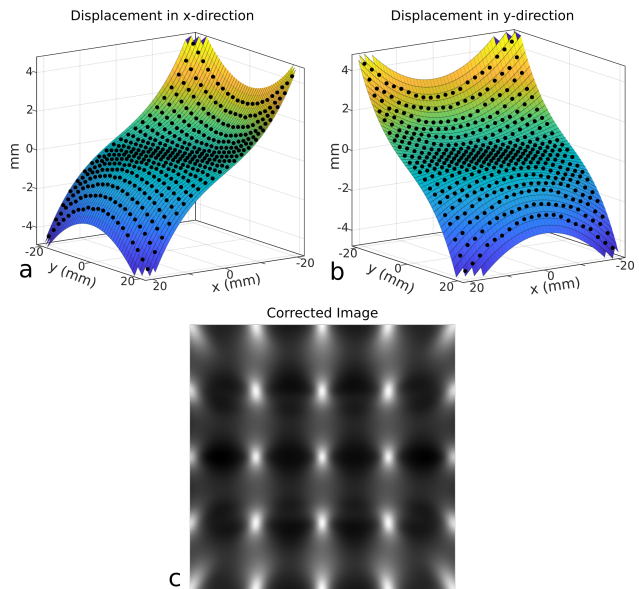 Displacement in x-direction
Displacement in y-direction
4
2
0
-2
-4
mm
-20
0
20
y (mm)
20
0
-20
x (mm)
a
4
2
0
-2
-4
mm
-20
0
20
y (mm)
20
0
-20
x (mm)
b
Corrected Image
c